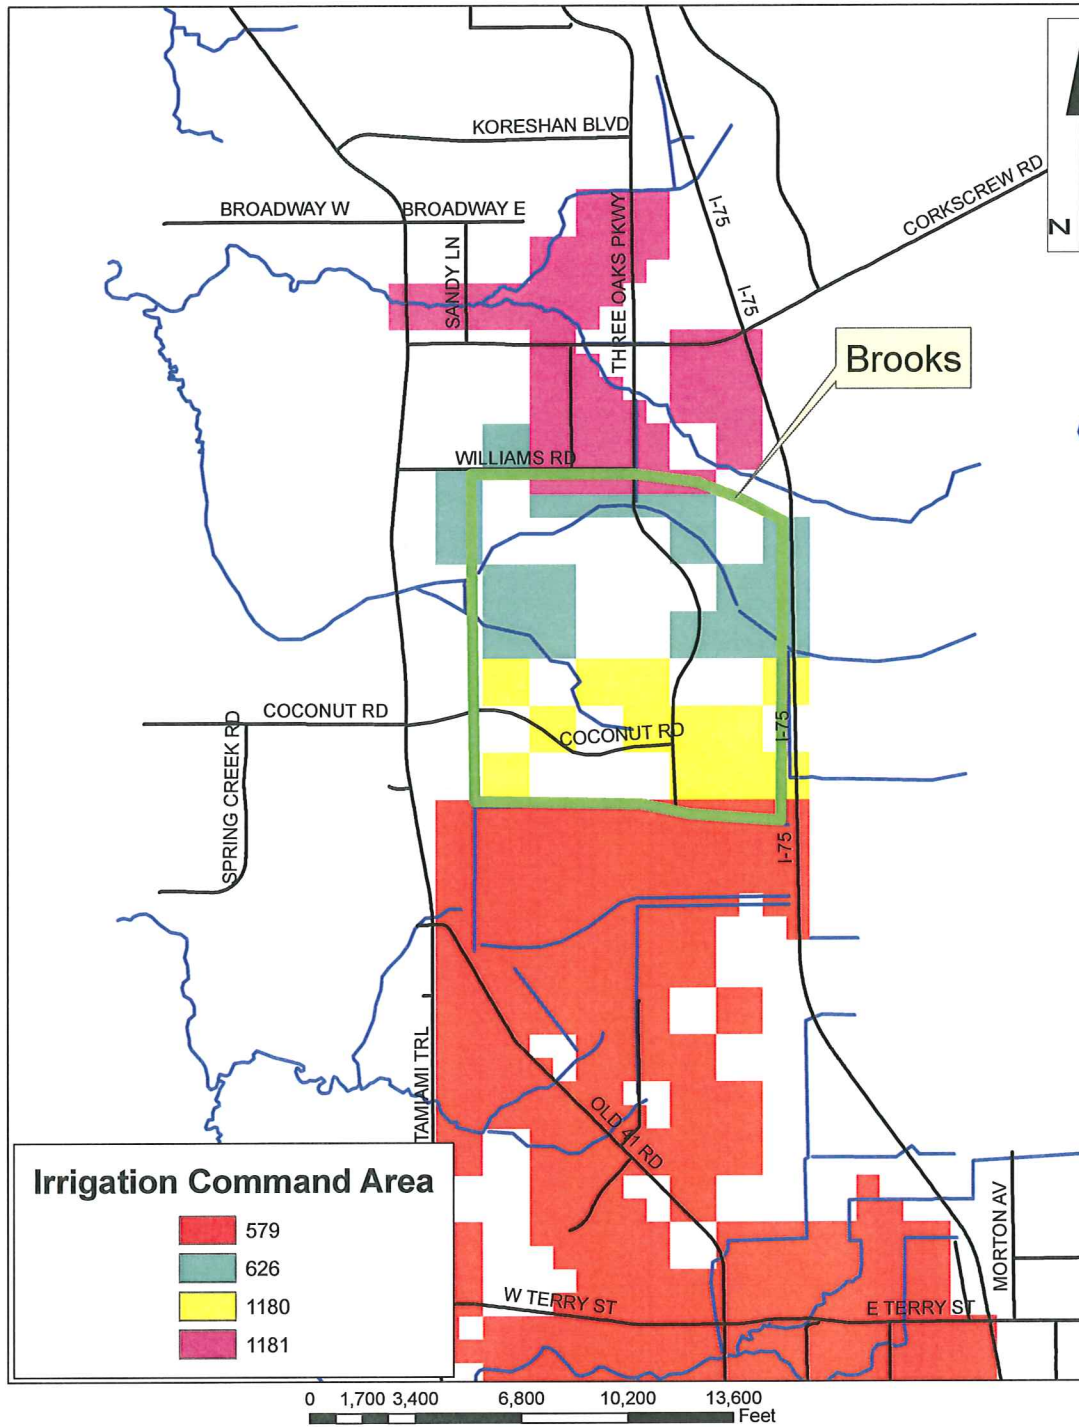 KORESHAN BLVD
BROADWAY W
BROADWAY E
SANDY LN
THREE OAKS PKWY
I-75
CORKSCREW RD
Z
I-75
Brooks
WILLIAMS RD
COCONUT RD
COCONUT RD
I-75
SPRING CREEK RD
I-75
TAMIAMI TRL
OLD 41 RD
MORTON AV
W TERRY ST
E TERRY ST
Irrigation Command Area
579
626
1180
1181
0 1,700 3,400 6,800 10,200 13,600
Feet